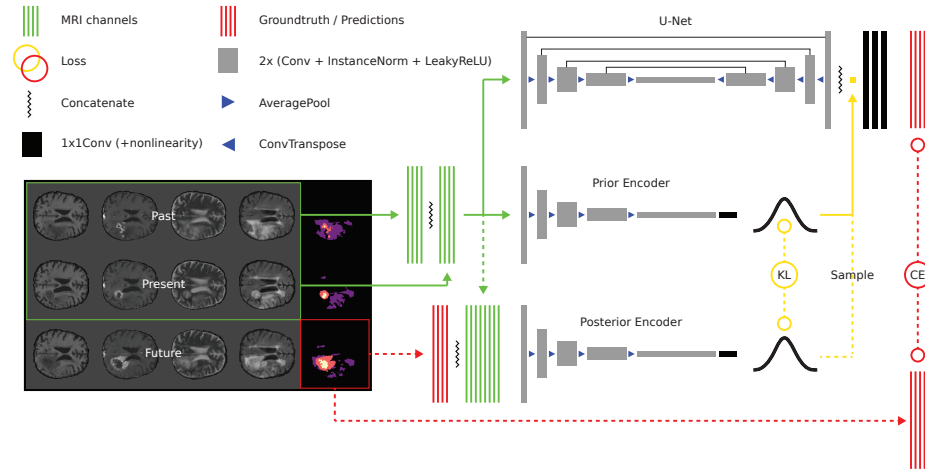 MRI channels
Groundtruth / Predictions
U-Net
Loss
2x (Conv + InstanceNorm + LeakyReLU)
Concatenate
AveragePool
1x1Conv (+nonlinearity)
ConvTranspose
Prior Encoder
Past
Present
KL
Sample
CE
Posterior Encoder
Future